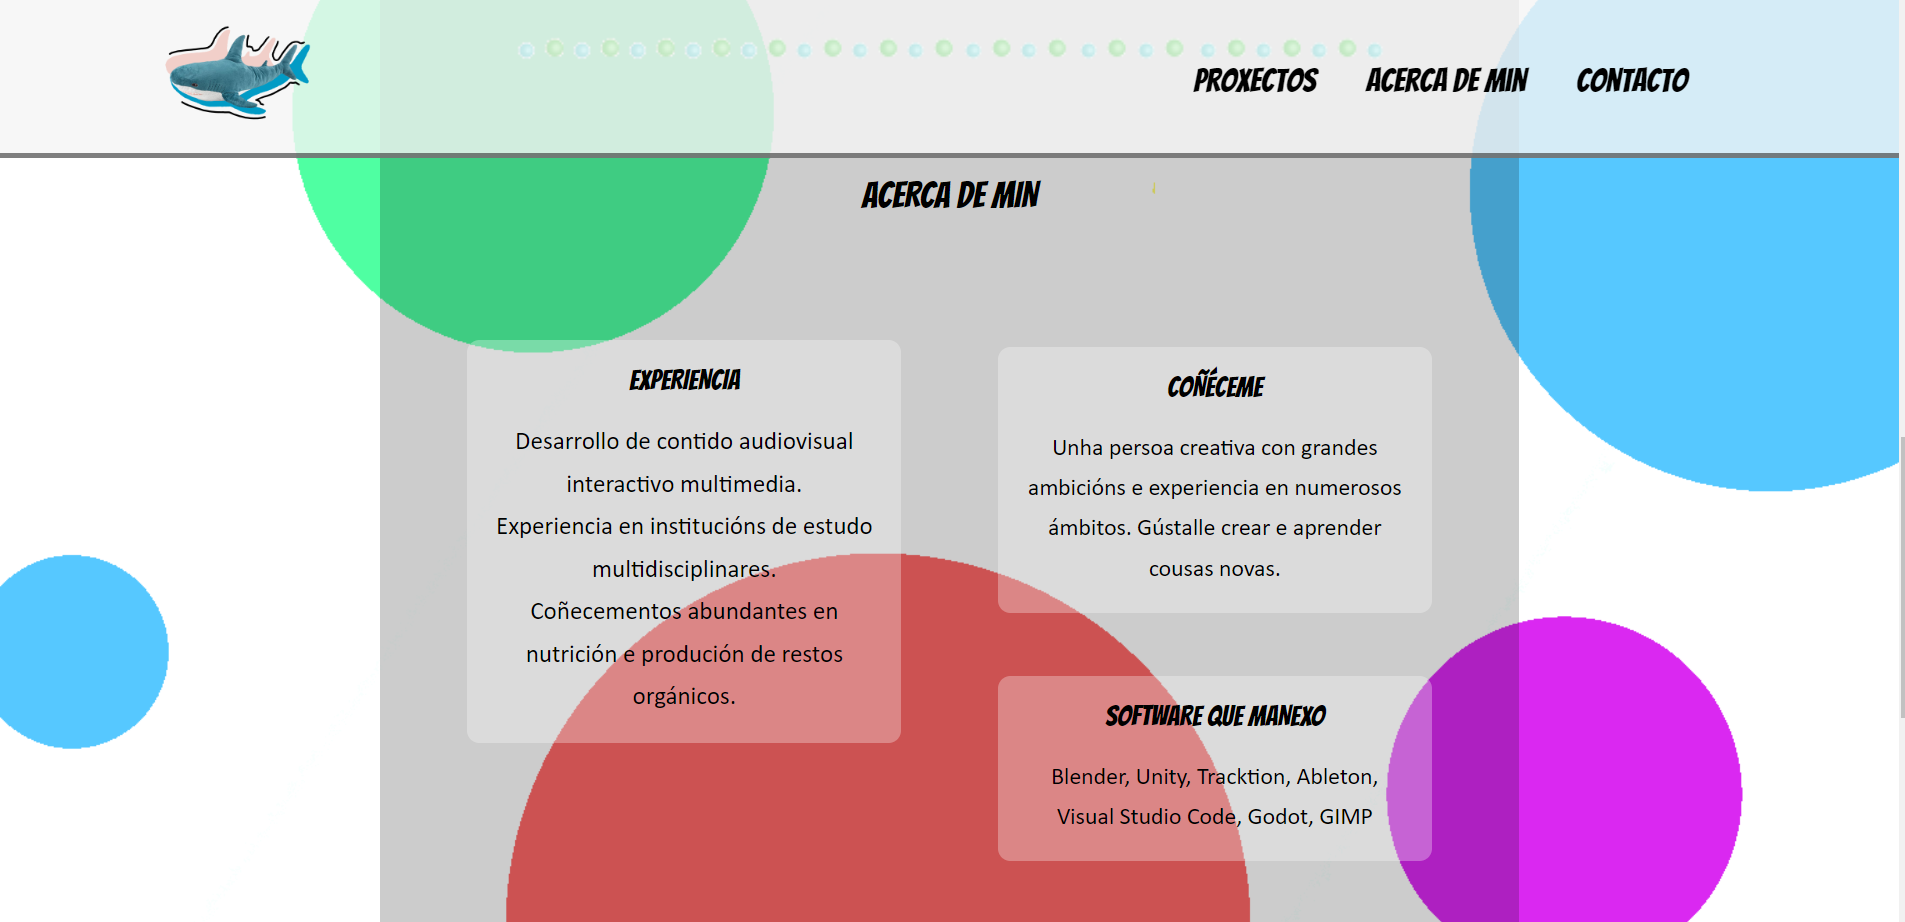 PROXECTOS ACERCA DE MIN CONTACTO
ACERCA DE MIN
EXPERIENCIA
Desarrollo de contido audiovisual
interactivo multimedia.
Experiencia en institucións de estudo
multidisciplinares.
Coñecementos abundantes en
nutrición e produción de restos
orgánicos.
COÑÉCEME
Unha persoa creativa con grandes
ambicións e experiencia en numerosos
ámbitos. Gústalle crear e aprender
cousas novas.
SOFTWARE QUE MANEXO
Blender, Unity, Tracktion, Ableton,
Visual Studio Code, Godot, GIMP